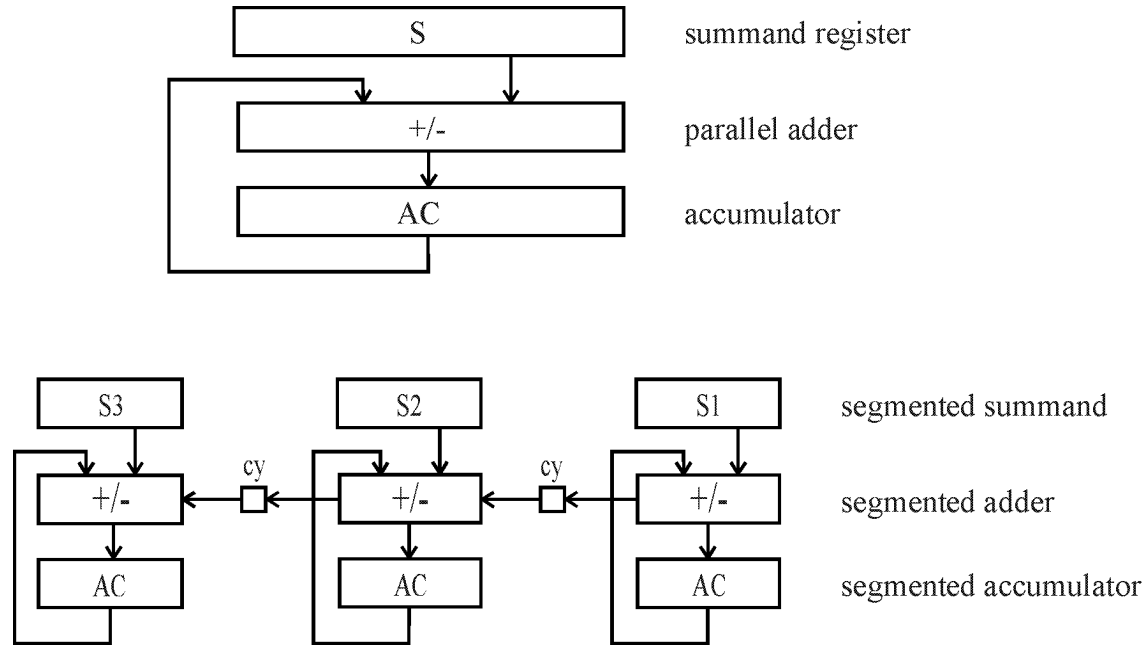 S summand register
+/- parallel adder
AC accumulator
S3 S2 S1 segmented summand
cy cy
+/- +/- +/- segmented adder
AC AC AC segmented accumulator